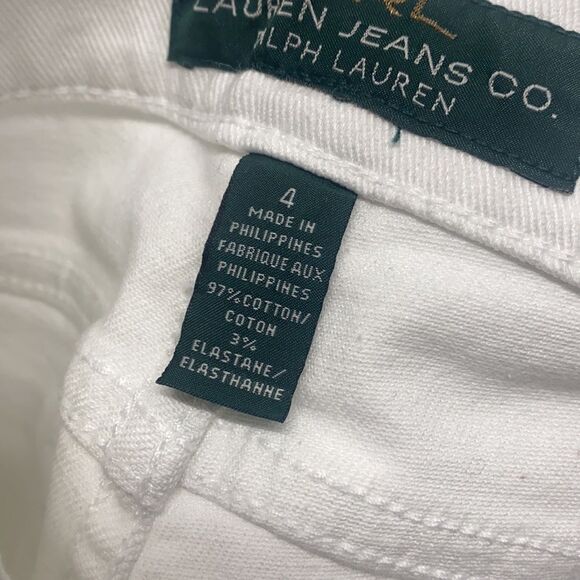 LAUREN JEANS CO.
RALPH LAUREN
4
MADE IN
PHILIPPINES
FABRIQUE AUX
PHILIPPINES
97% COTTON/
COTON
3%
ELASTANE/
ELASTHANNE